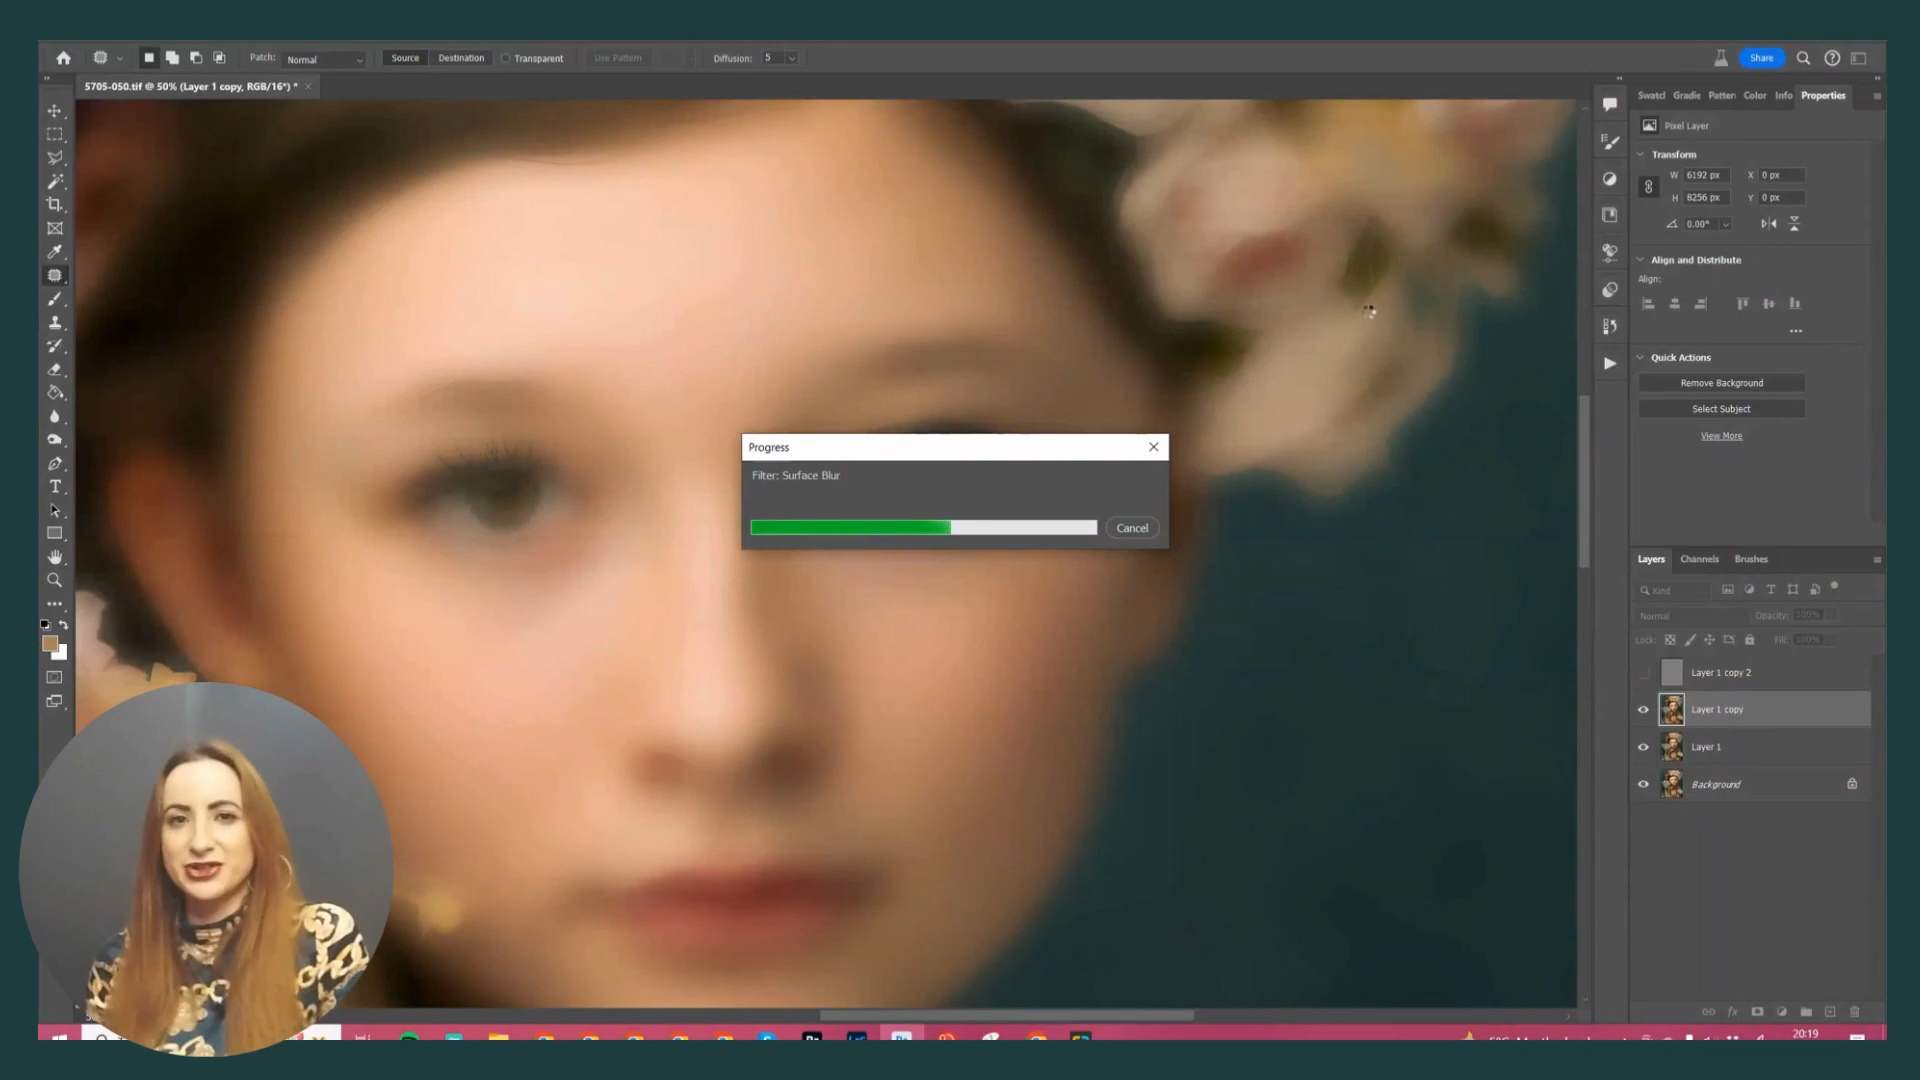 Patch: Normal Source Destination Transparent Use Pattern Diffusion: 5 Share
5705-050.tif @ 50% (Layer 1 copy, RGB/16*) * ×
Swatcl Gradie Patter Color Info Properties
Pixel Layer
Transform
W 6192 px X 0 px
H 8256 px Y 0 px
0.00°
Align and Distribute
Align:
Quick Actions
Remove Background
Select Subject
View More
Progress
Filter: Surface Blur
Cancel
Layers Channels Brushes
Kind
Normal Opacity: 100%
Lock: Fill: 100%
Layer 1 copy 2
Layer 1 copy
Layer 1
Background
20:19